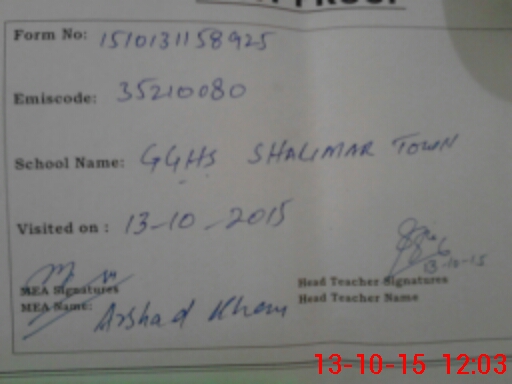 Form No: 1510131158925
Emiscode: 35210080
School Name: GGHS SHALIMAR TOWN
Visited on : 13-10-2015
13-10-15
MEA Signatures Head Teacher Signatures
MEA Name: Arshad Khan Head Teacher Name
13-10-15 12:03